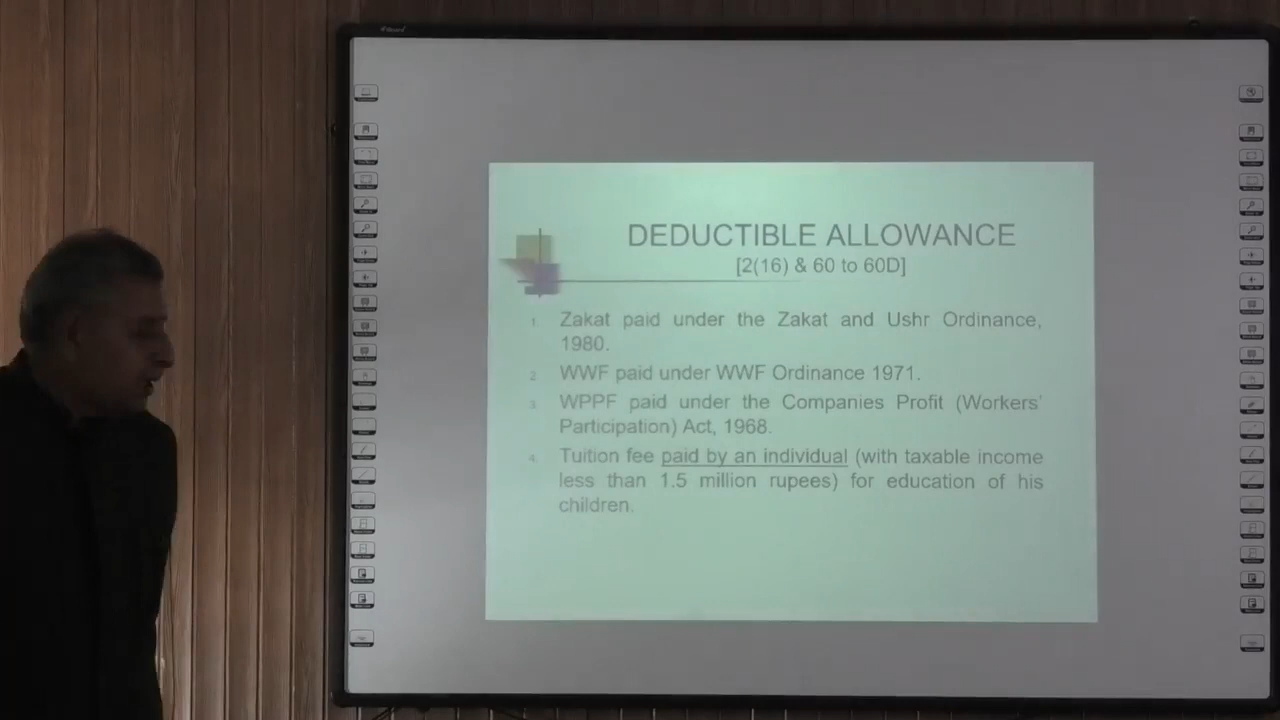 DEDUCTIBLE ALLOWANCE
[2(16) & 60 to 60D]
1. Zakat paid under the Zakat and Ushr Ordinance,
1980.
2. WWF paid under WWF Ordinance 1971.
3. WPPF paid under the Companies Profit (Workers’
Participation) Act, 1968.
4. Tuition fee paid by an individual (with taxable income
less than 1.5 million rupees) for education of his
children.